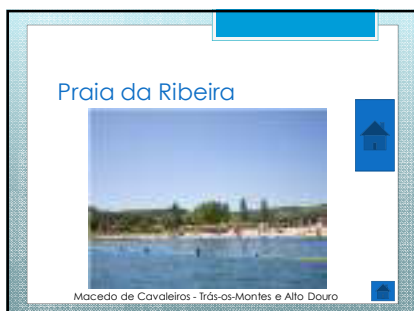 Praia da Ribeira
Macedo de Cavaleiros - Trás-os-Montes e Alto Douro